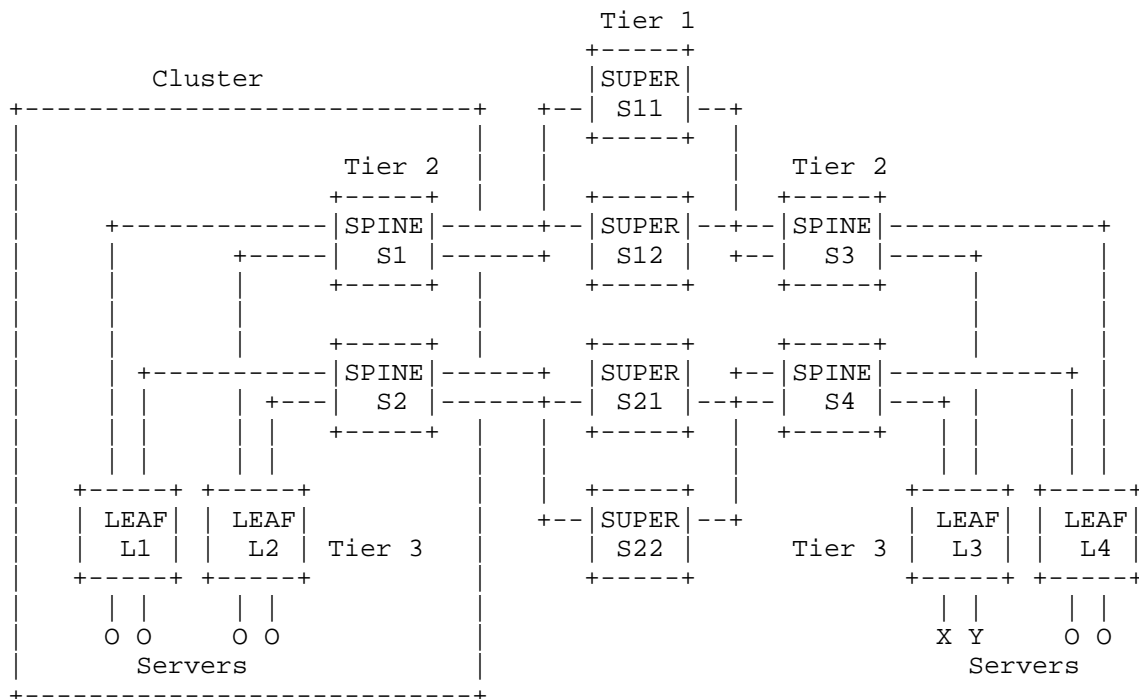 Tier 1
SUPER
Cluster
S11
Tier 2
Tier 2
SPINE
SUPER
SPINE
S1
S12
S3
SPINE
SUPER
SPINE
S2
S21
S4
LEAF
LEAF
SUPER
LEAF
LEAF
L1
L2
Tier 3
S22
Tier 3
L3
L4
O O
O O
X Y
O O
Servers
Servers